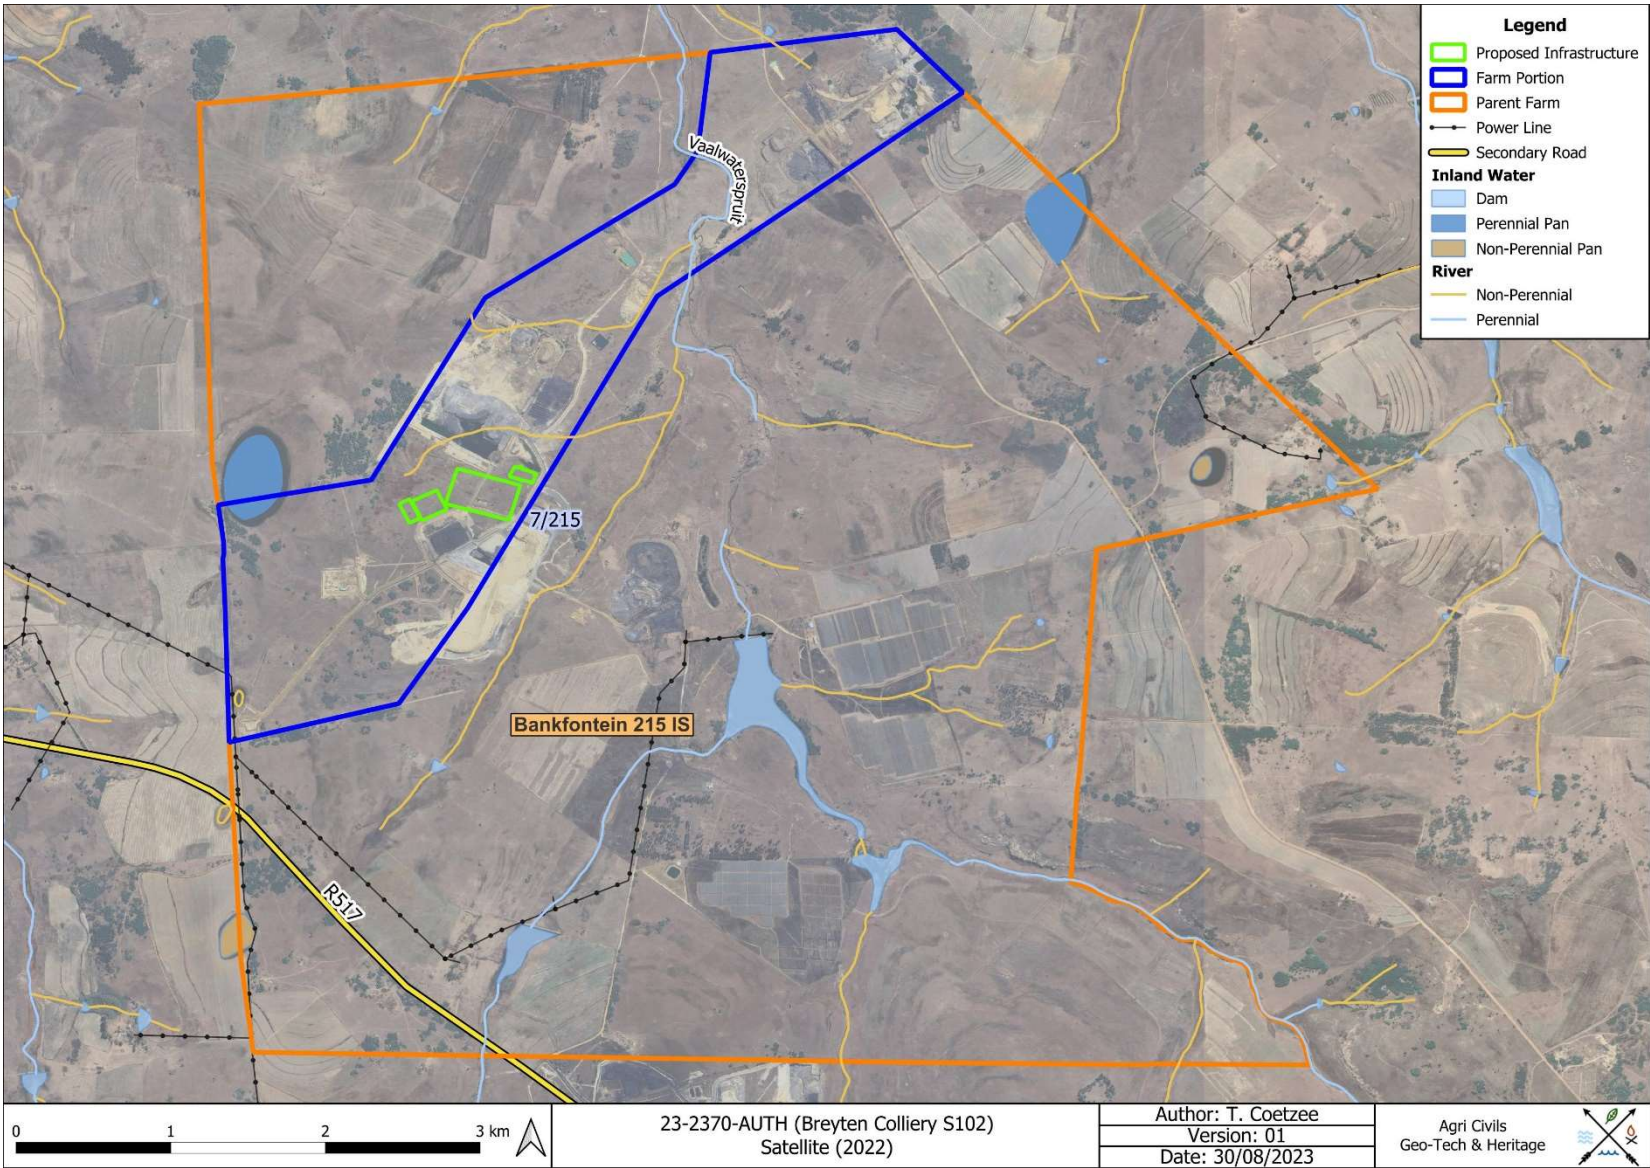 Legend
Proposed Infrastructure
Farm Portion
Parent Farm
Power Line
Secondary Road
Inland Water
Dam
Perennial Pan
Non-Perennial Pan
River
Non-Perennial
Perennial
Vaalwaterspruit
7/215
Bankfontein 215 IS
R517
0 1 2 3 km
23-2370-AUTH (Breyten Colliery S102)
Satellite (2022)
Author: T. Coetzee
Version: 01
Date: 30/08/2023
Agri Civils
Geo-Tech & Heritage